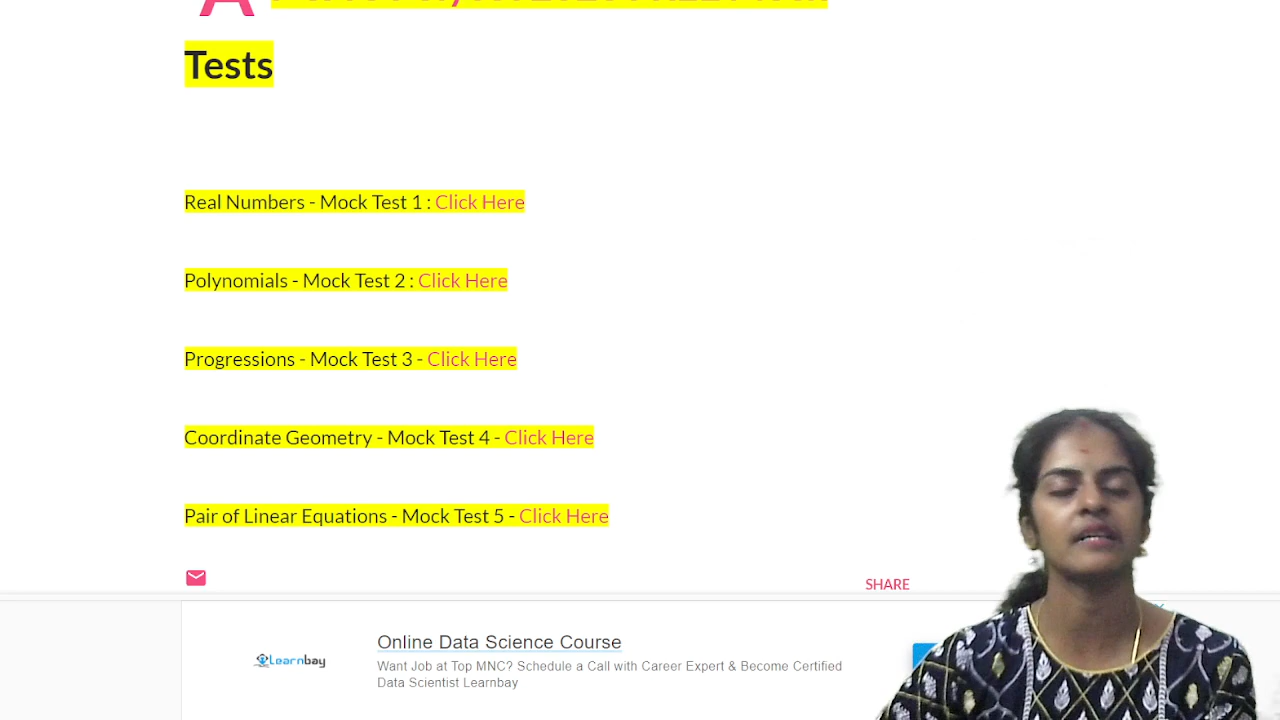 Tests
Real Numbers - Mock Test 1 : Click Here
Polynomials - Mock Test 2 : Click Here
Progressions - Mock Test 3 - Click Here
Coordinate Geometry - Mock Test 4 - Click Here
Pair of Linear Equations - Mock Test 5 - Click Here
SHARE
Learnbay
Online Data Science Course
Want Job at Top MNC? Schedule a Call with Career Expert & Become Certified
Data Scientist Learnbay